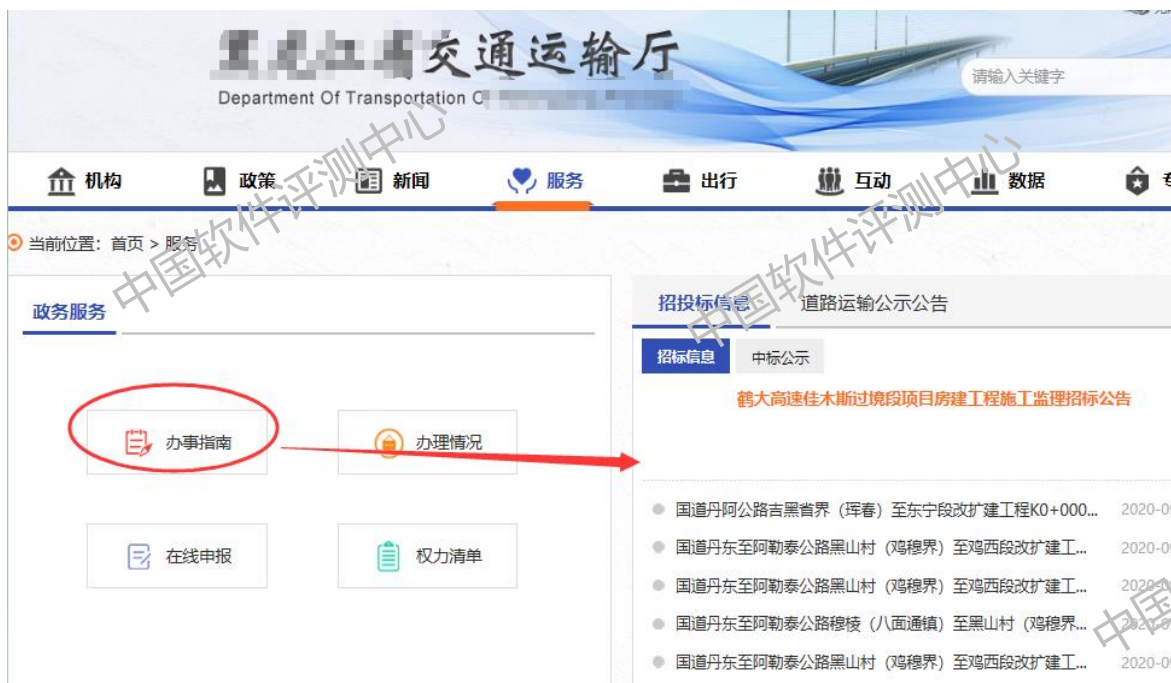 交通运输厅
Department Of Transportation
请输入关键字
机构 政策 新闻 服务 出行 互动 数据
当前位置：首页 > 服务
政务服务
招投标信息 道路运输公示公告
招标信息 中标公示
鹤大高速佳木斯过境段项目房建工程施工监理招标公告
办事指南 办理情况
国道丹阿公路吉黑省界（珲春）至东宁段改扩建工程K0+000... 2020-0
国道丹东至阿勒泰公路黑山村（鸡穆界）至鸡西段改扩建工... 2020-0
在线申报 权力清单
国道丹东至阿勒泰公路黑山村（鸡穆界）至鸡西段改扩建工... 2020-
国道丹东至阿勒泰公路穆棱（八面通镇）至黑山村（鸡穆界... 2020-0
国道丹东至阿勒泰公路黑山村（鸡穆界）至鸡西段改扩建工... 2020-0
中国软件评测中心
中国软件评测中心
中国